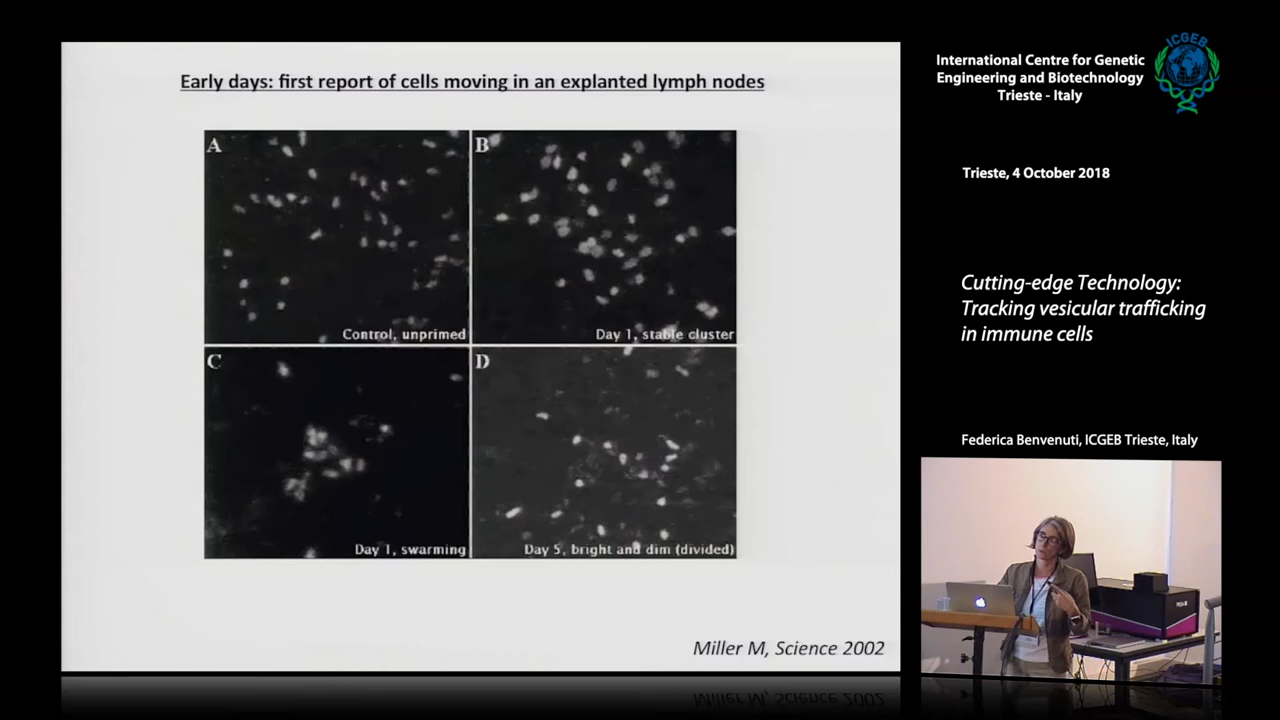 Early days: first report of cells moving in an explanted lymph nodes
A
B
Control, unprimed
Day 1, stable cluster
C
D
Day 1, swarming
Day 5, bright and dim (divided)
Miller M, Science 2002
International Centre for Genetic
Engineering and Biotechnology
Trieste - Italy
ICGEB
Trieste, 4 October 2018
Cutting-edge Technology:
Tracking vesicular trafficking
in immune cells
Federica Benvenuti, ICGEB Trieste, Italy